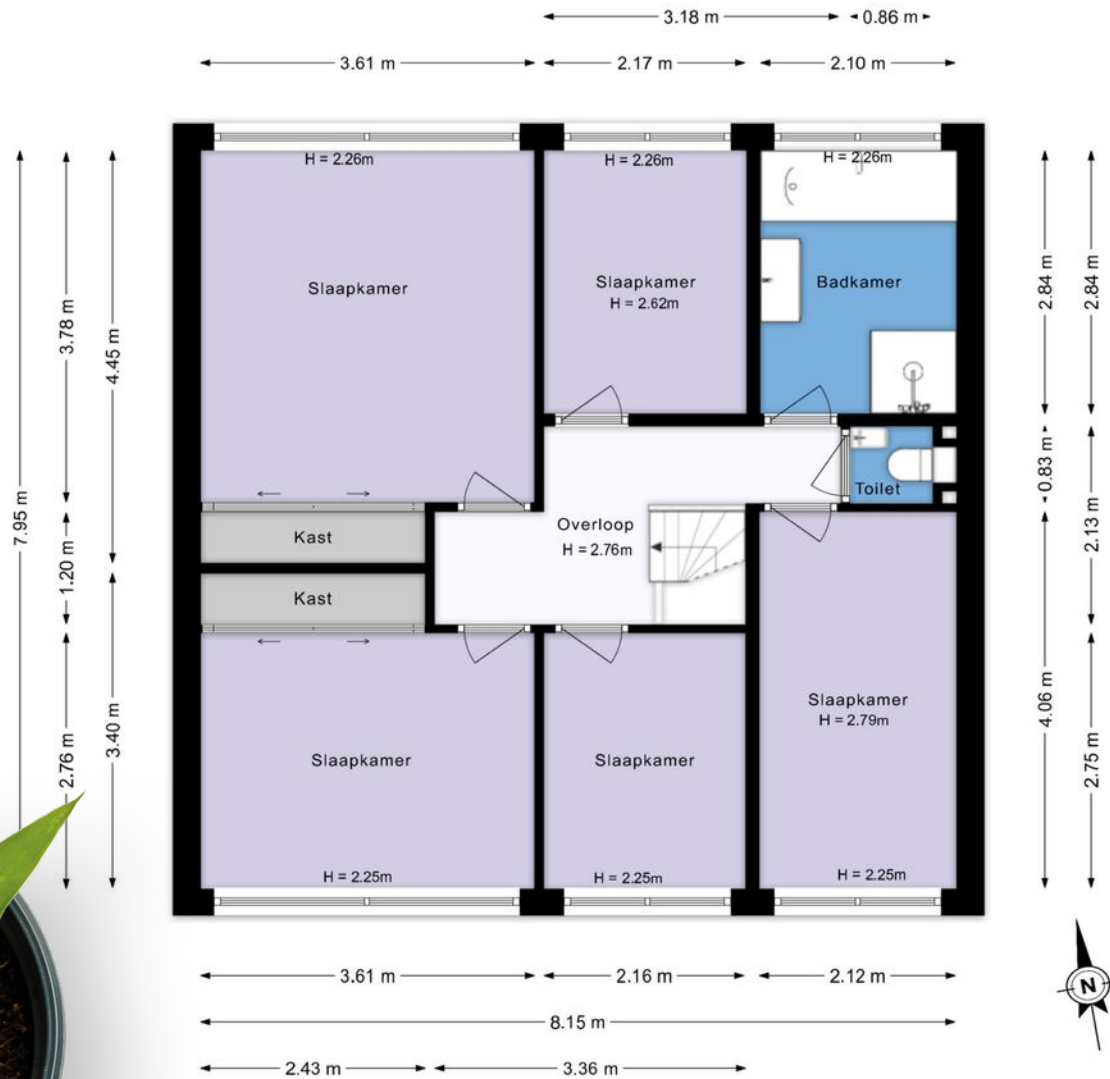 3.18 m
0.86 m
3.61 m
2.17 m
2.10 m
H = 2.26m
H = 2.26m
H = 2.26m
Slaapkamer
Slaapkamer
H = 2.62m
Badkamer
Toilet
Overloop
H = 2.76m
Kast
Kast
Slaapkamer
H = 2.79m
Slaapkamer
Slaapkamer
H = 2.25m
H = 2.25m
H = 2.25m
7.95 m
3.78 m
1.20 m
2.76 m
4.45 m
3.40 m
2.84 m
0.83 m
4.06 m
2.84 m
2.13 m
2.75 m
3.61 m
2.16 m
2.12 m
8.15 m
2.43 m
3.36 m
N